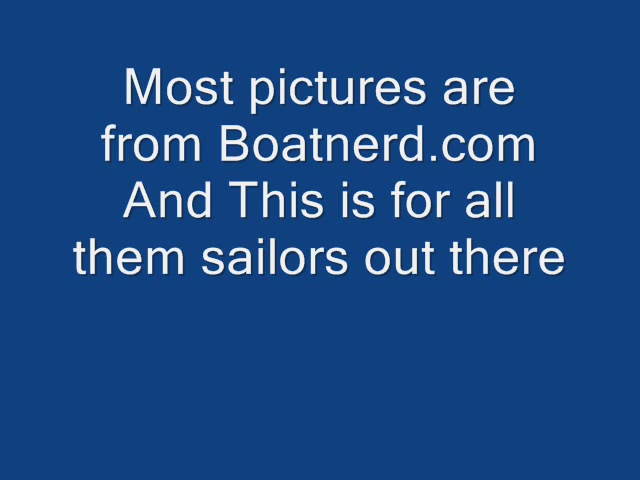 Most pictures are
from Boatnerd.com
And This is for all
them sailors out there